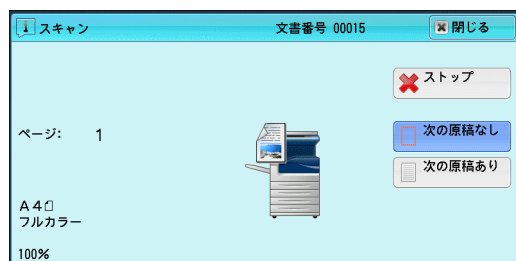 スキャン
文書番号 00015
閉じる
ストップ
ページ: 1
次の原稿なし
次の原稿あり
A4
フルカラー
100%